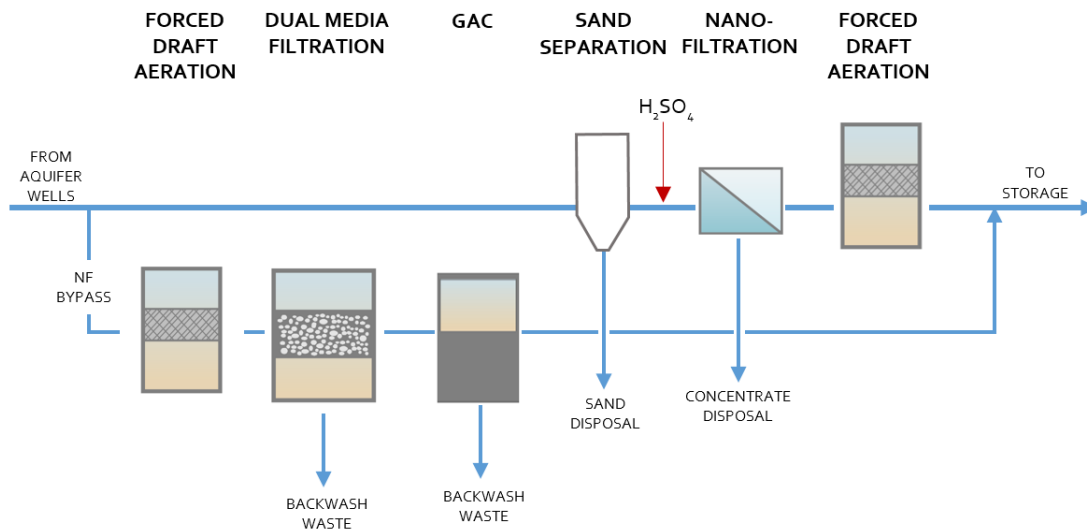 FORCED
DRAFT
AERATION
DUAL MEDIA
FILTRATION
GAC
SAND
SEPARATION
NANO-
FILTRATION
FORCED
DRAFT
AERATION
H₂SO₄
FROM
AQUIFER
WELLS
TO
STORAGE
NF
BYPASS
SAND
DISPOSAL
CONCENTRATE
DISPOSAL
BACKWASH
WASTE
BACKWASH
WASTE